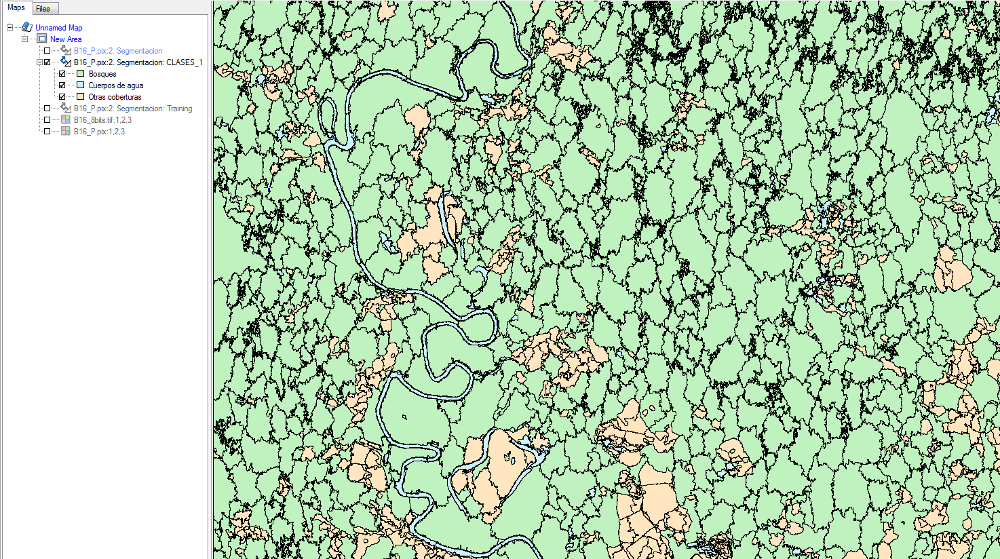 Maps Files
Unnamed Map
New Area
B16_P.pix:2. Segmentacion
B16_P.pix:2. Segmentacion: CLASES_1
Bosques
Cuerpos de agua
Otras coberturas
B16_P.pix:2. Segmentacion: Training
B16_8bits.tif:1,2,3
B16_P.pix:1,2,3